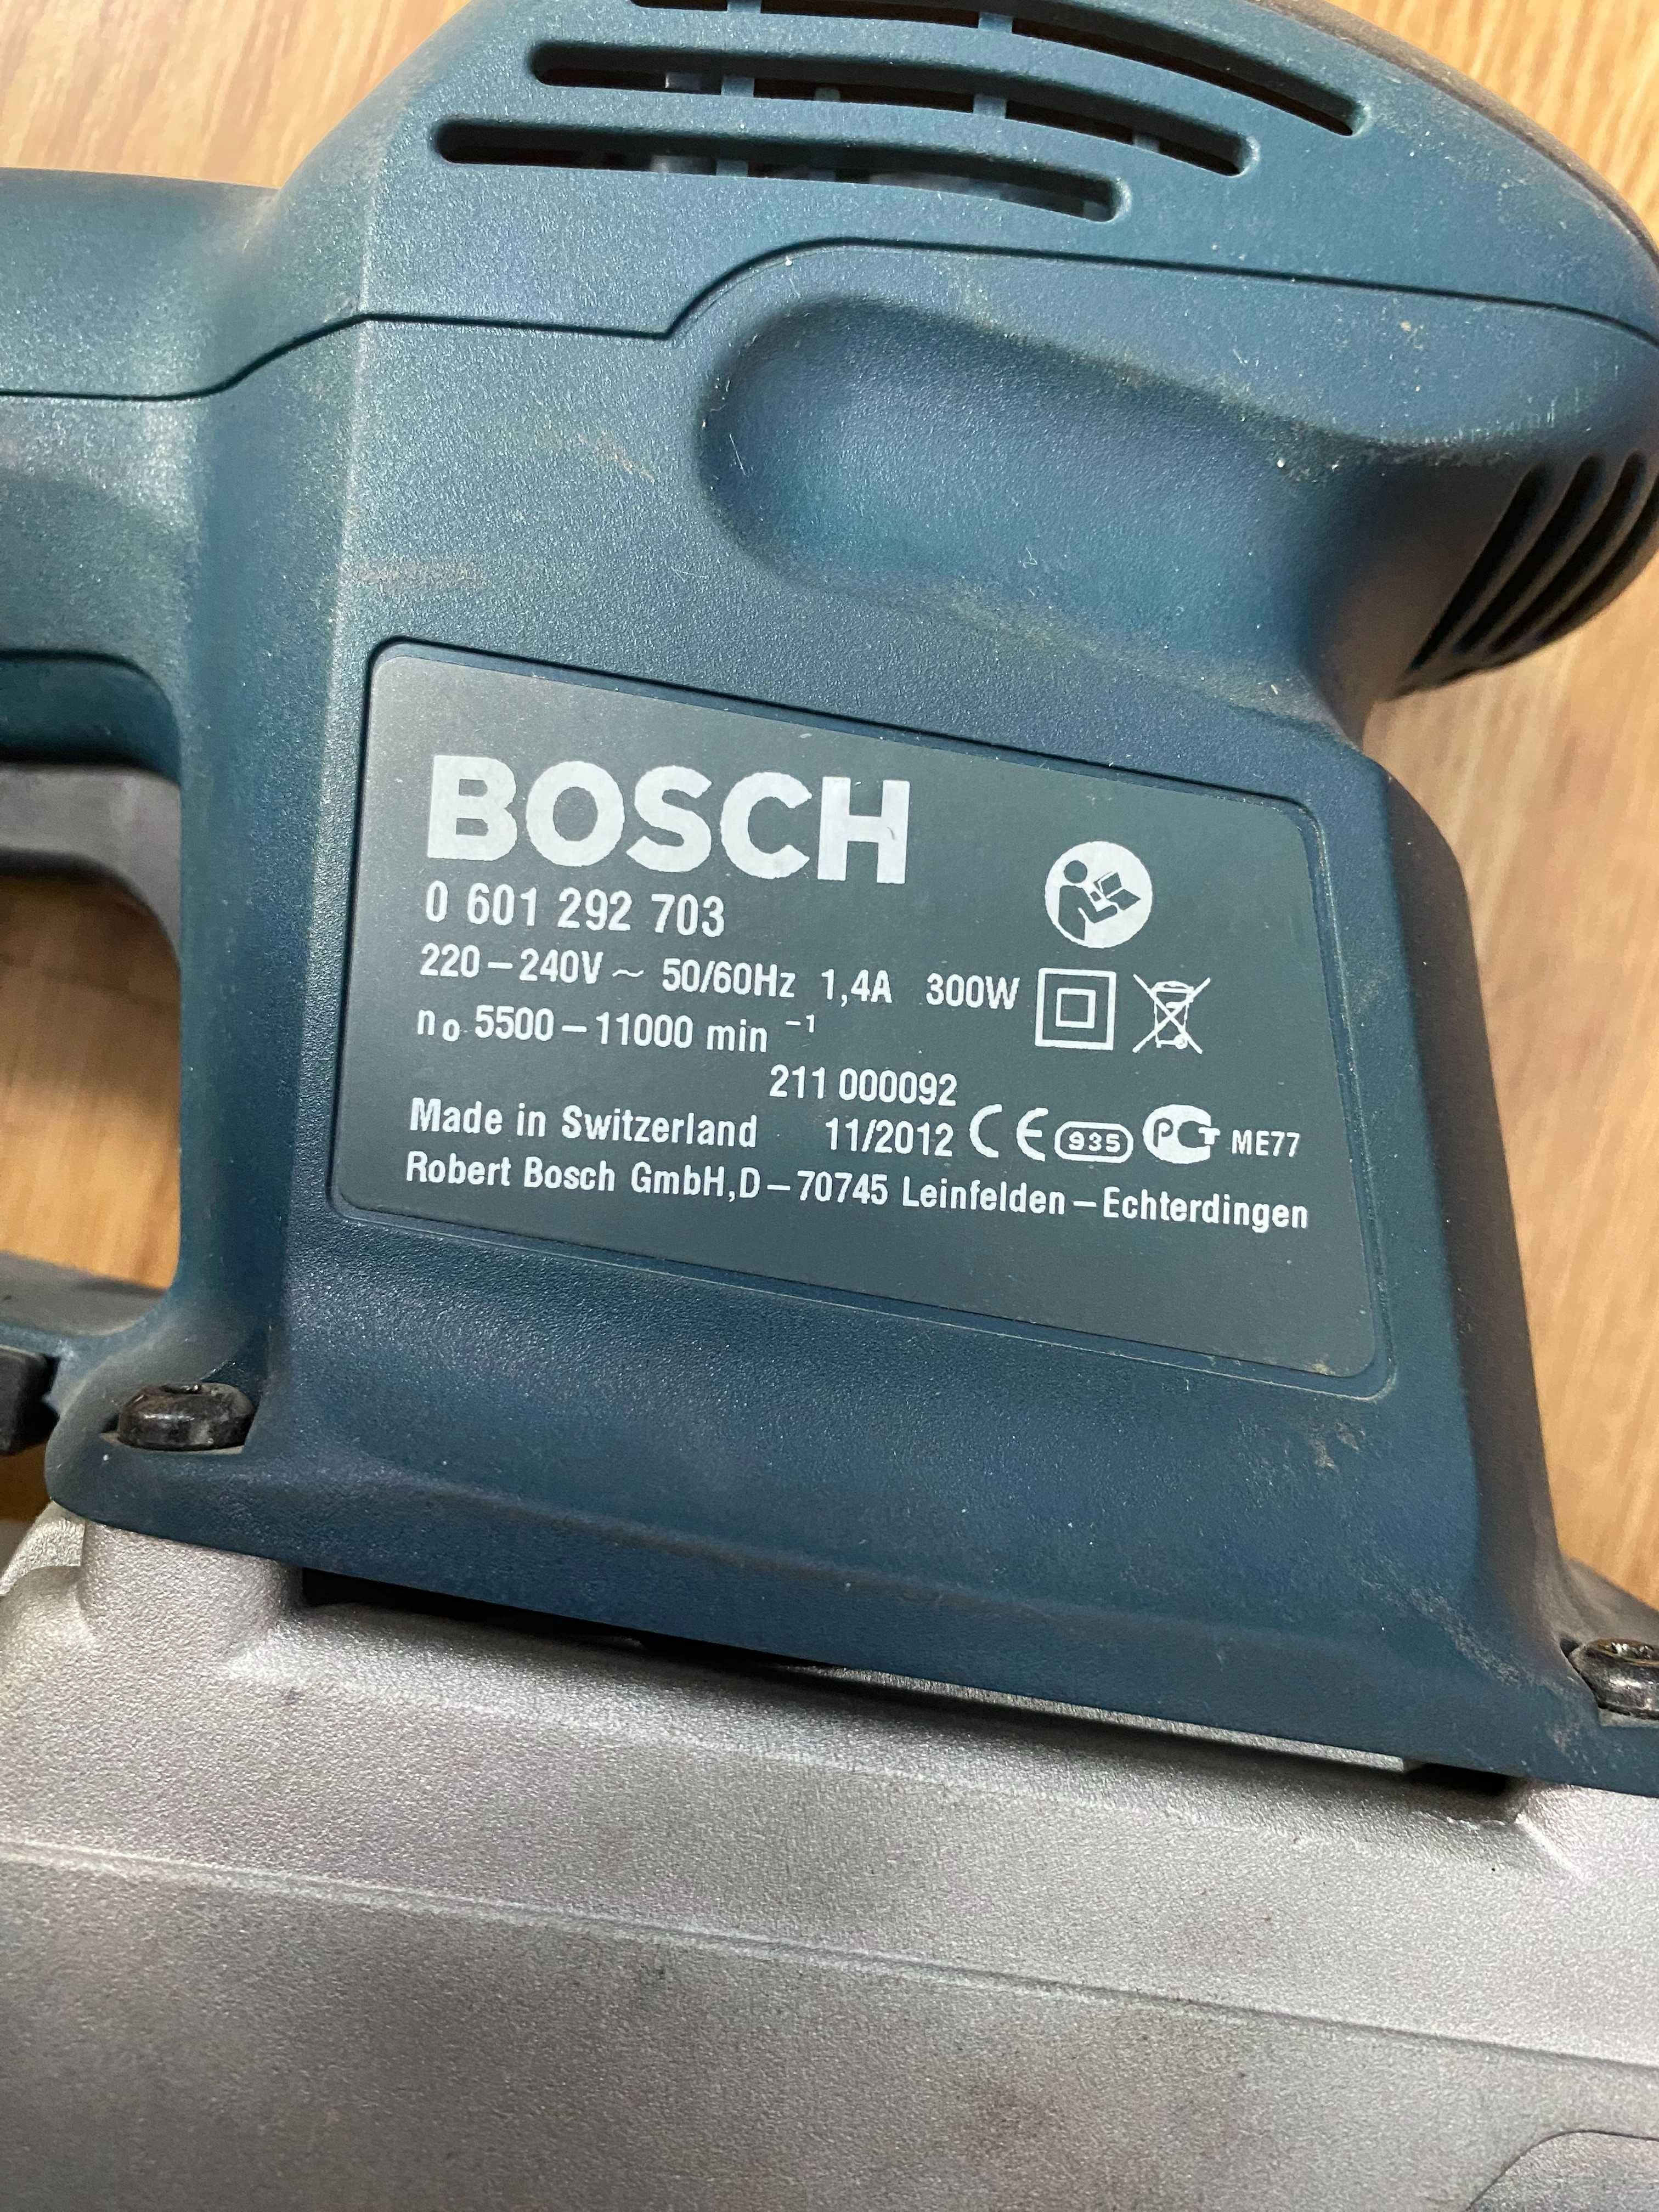 BOSCH
0 601 292 703
220–240V ~ 50/60Hz 1,4A 300W
n₀ 5500–11000 min ⁻¹
211 000092
Made in Switzerland 11/2012 CE 935 PCT ME77
Robert Bosch GmbH,D–70745 Leinfelden–Echterdingen